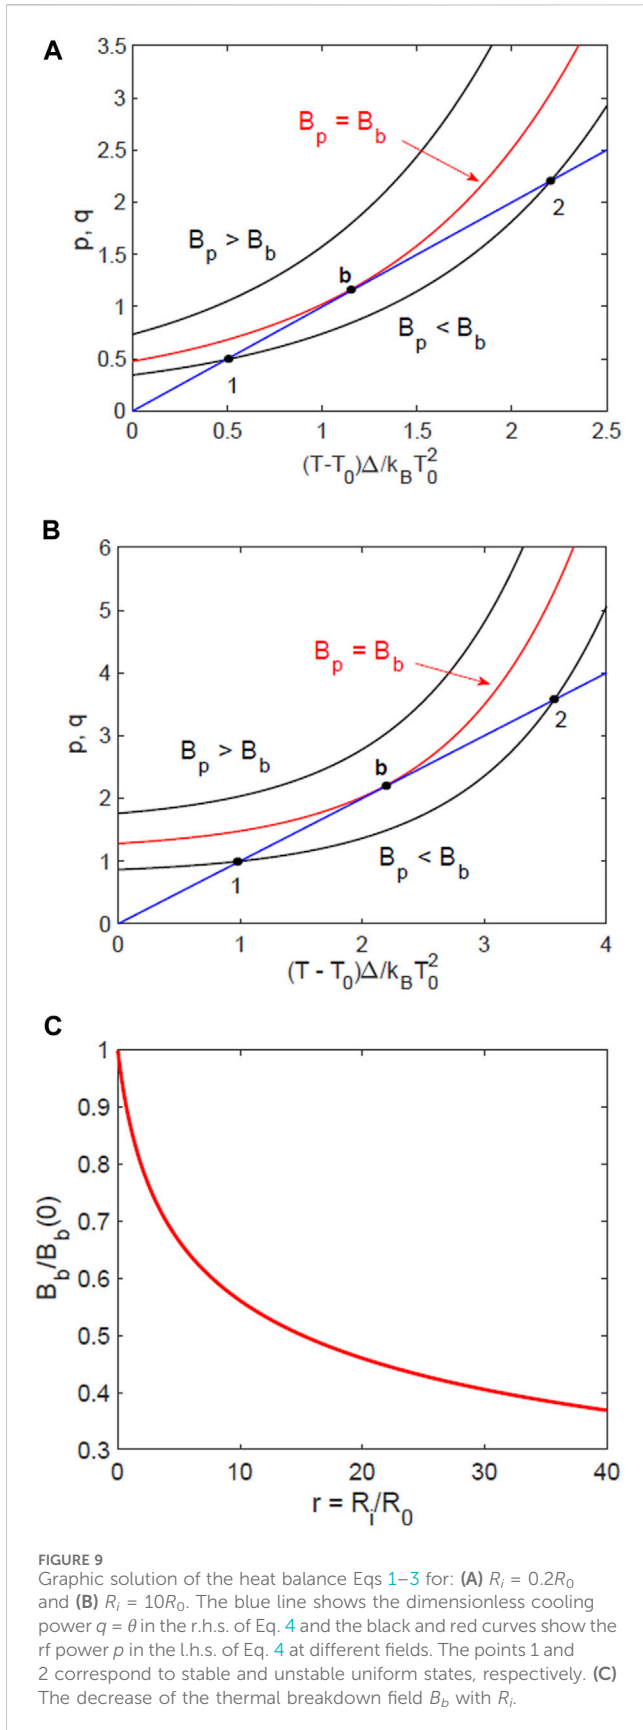 A
3.5
3
2.5
2
1.5
1
0.5
0
p, q
B_p = B_b
B_p > B_b
b
2
B_p < B_b
1
0 0.5 1 1.5 2 2.5
(T-T_0)Δ/k_B T_0^2
B
6
5
4
3
2
1
0
p, q
B_p = B_b
B_p > B_b
b
2
B_p < B_b
1
0 1 2 3 4
(T - T_0)Δ/k_B T_0^2
C
1
0.9
0.8
0.7
0.6
0.5
0.4
0.3
B_b/B_b(0)
0 10 20 30 40
r = R_i/R_0
FIGURE 9
Graphic solution of the heat balance Eqs 1–3 for: (A) R_i = 0.2R_0
and (B) R_i = 10R_0. The blue line shows the dimensionless cooling
power q = θ in the r.h.s. of Eq. 4 and the black and red curves show the
rf power p in the l.h.s. of Eq. 4 at different fields. The points 1 and
2 correspond to stable and unstable uniform states, respectively. (C)
The decrease of the thermal breakdown field B_b with R_i.